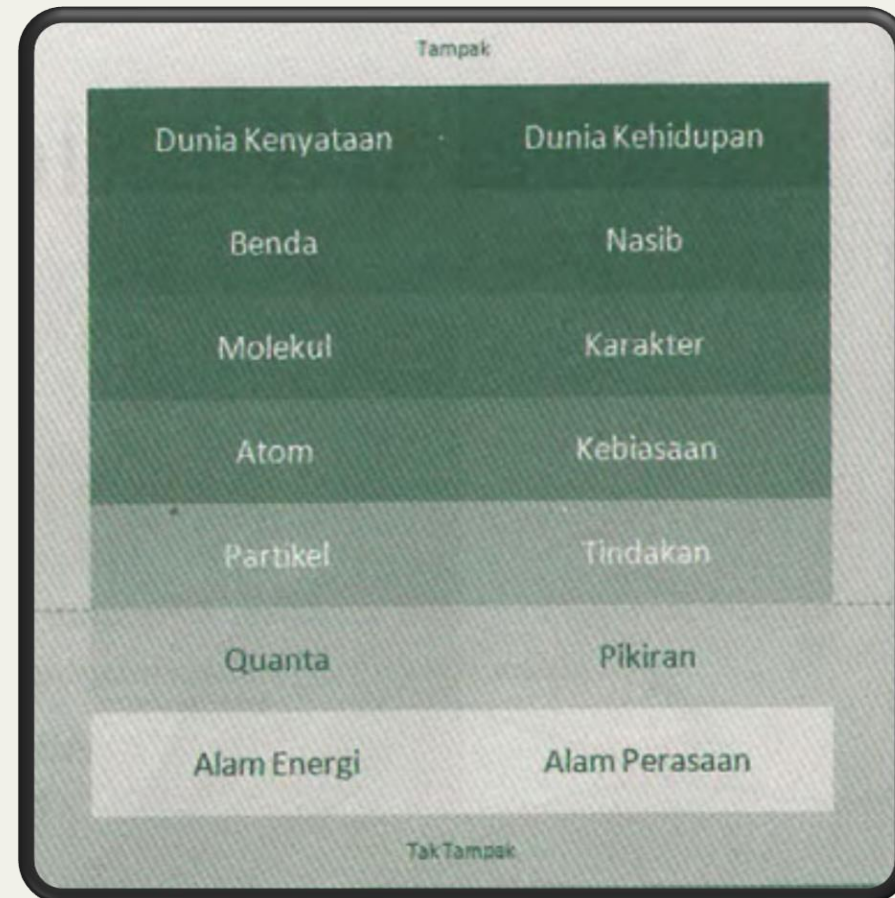 Tampak
Dunia Kenyataan Dunia Kehidupan
Benda Nasib
Molekul Karakter
Atom Kebiasaan
Partikel Tindakan
Quanta Pikiran
Alam Energi Alam Perasaan
Tak Tampak